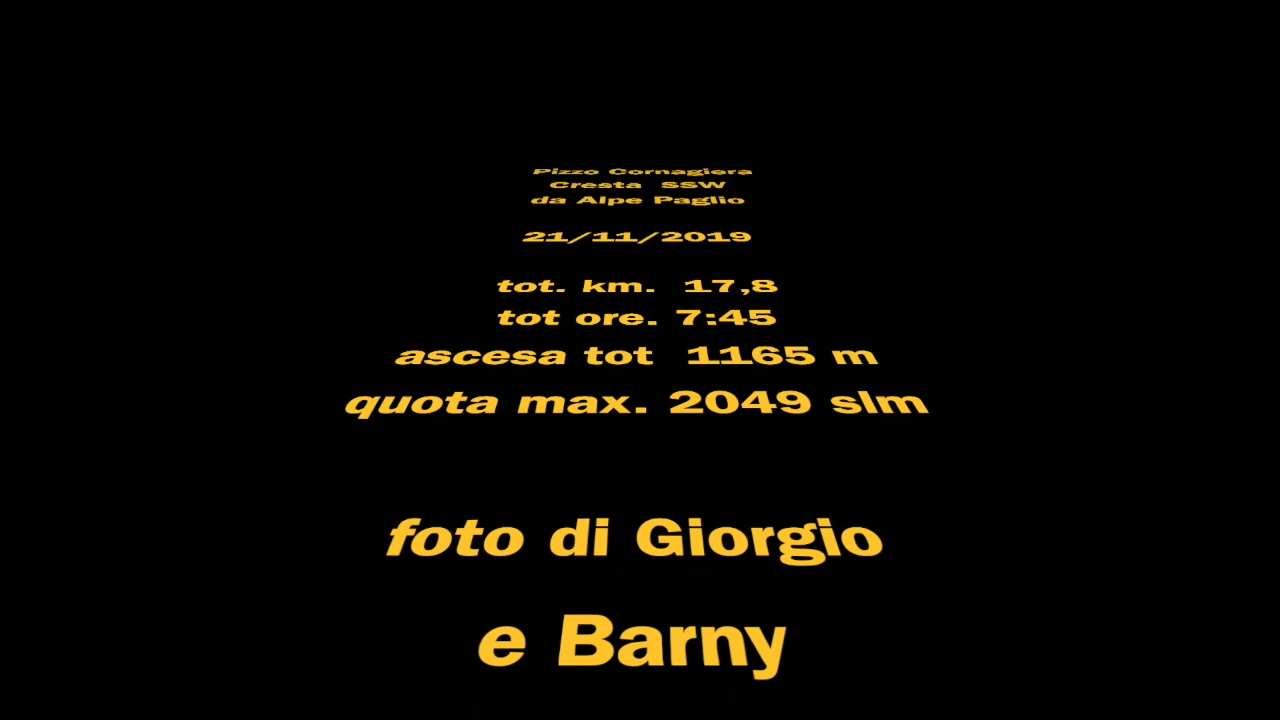 Pizzo Cornagiera
Cresta SSW
da Alpe Paglio
21/11/2019
tot. km. 17,8
tot ore. 7:45
ascesa tot 1165 m
quota max. 2049 slm
foto di Giorgio
e Barny